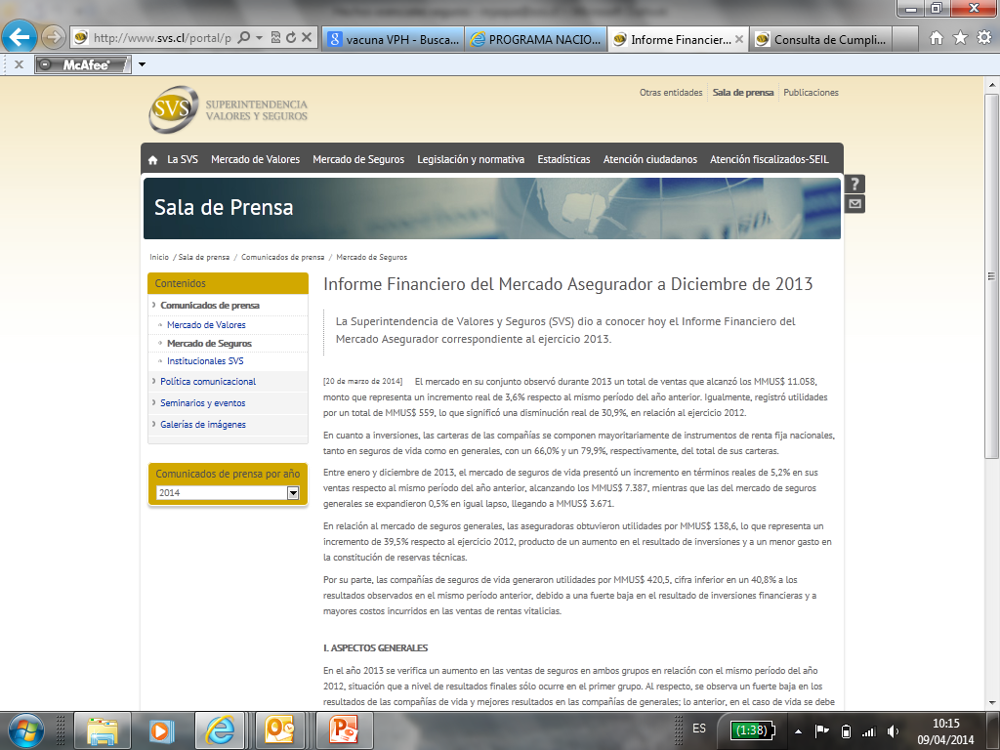 http://www.svs.cl/portal/p
vacuna VPH - Busca...
PROGRAMA NACIO...
Informe Financier...
Consulta de Cumpli...
McAfee
Otras entidades
Sala de prensa
Publicaciones
SVS
SUPERINTENDENCIA
VALORES Y SEGUROS
La SVS
Mercado de Valores
Mercado de Seguros
Legislación y normativa
Estadísticas
Atención ciudadanos
Atención fiscalizados-SEIL
Sala de Prensa
?
Inicio / Sala de prensa / Comunicados de prensa / Mercado de Seguros
Contenidos
Comunicados de prensa
Mercado de Valores
Mercado de Seguros
Institucionales SVS
Política comunicacional
Seminarios y eventos
Galerías de imágenes
Comunicados de prensa por año
2014
Informe Financiero del Mercado Asegurador a Diciembre de 2013
La Superintendencia de Valores y Seguros (SVS) dio a conocer hoy el Informe Financiero del
Mercado Asegurador correspondiente al ejercicio 2013.
[20 de marzo de 2014] El mercado en su conjunto observó durante 2013 un total de ventas que alcanzó los MMUS$ 11.058,
monto que representa un incremento real de 3,6% respecto al mismo período del año anterior. Igualmente, registró utilidades
por un total de MMUS$ 559, lo que significó una disminución real de 30,9%, en relación al ejercicio 2012.
En cuanto a inversiones, las carteras de las compañías se componen mayoritariamente de instrumentos de renta fija nacionales,
tanto en seguros de vida como en generales, con un 66,0% y un 79,9%, respectivamente, del total de sus carteras.
Entre enero y diciembre de 2013, el mercado de seguros de vida presentó un incremento en términos reales de 5,2% en sus
ventas respecto al mismo período del año anterior, alcanzando los MMUS$ 7.387, mientras que las del mercado de seguros
generales se expandieron 0,5% en igual lapso, llegando a MMUS$ 3.671.
En relación al mercado de seguros generales, las aseguradoras obtuvieron utilidades por MMUS$ 138,6, lo que representa un
incremento de 39,5% respecto al ejercicio 2012, producto de un aumento en el resultado de inversiones y a un menor gasto en
la constitución de reservas técnicas.
Por su parte, las compañías de seguros de vida generaron utilidades por MMUS$ 420,5, cifra inferior en un 40,8% a los
resultados observados en el mismo período anterior, debido a una fuerte baja en el resultado de inversiones financieras y a
mayores costos incurridos en las ventas de rentas vitalicias.
I. ASPECTOS GENERALES
En el año 2013 se verifica un aumento en las ventas de seguros en ambos grupos en relación con el mismo período del año
2012, situación que a nivel de resultados finales sólo ocurre en el primer grupo. Al respecto, se observa un fuerte baja en los
resultados de las compañías de vida y mejores resultados en las compañías de generales; lo anterior, en el caso de vida se debe
ES
(1:38)
10:15
09/04/2014